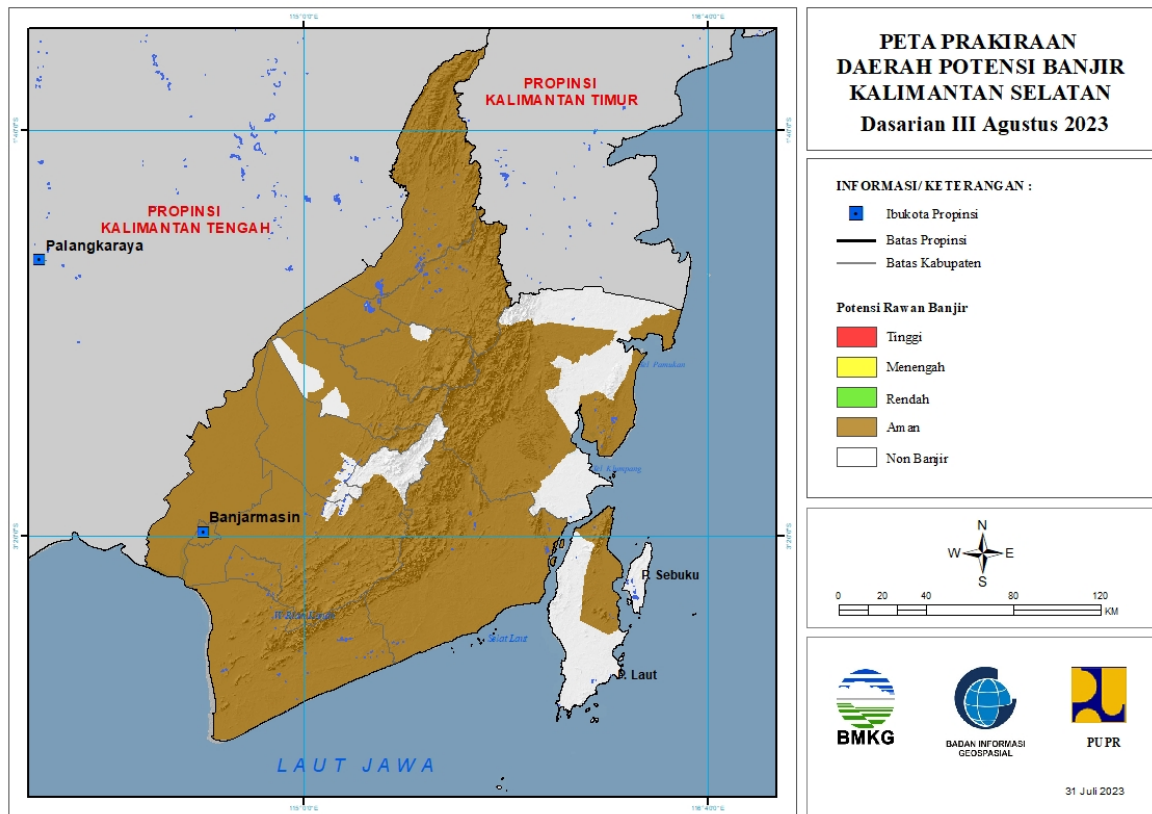 PETA PRAKIRAAN
DAERAH POTENSI BANJIR
KALIMANTAN SELATAN
Dasarian III Agustus 2023
INFORMASI/ KETERANGAN :
Ibukota Propinsi
Batas Propinsi
Batas Kabupaten
Potensi Rawan Banjir
Tinggi
Menengah
Rendah
Aman
Non Banjir
N
W E
S
0 20 40 80 120
KM
BMKG
BADAN INFORMASI
GEOSPASIAL
PUPR
31 Juli 2023
PROPINSI
KALIMANTAN TIMUR
PROPINSI
KALIMANTAN TENGAH
Palangkaraya
Banjarmasin
P. Sebuku
Selat Laut
P. Laut
LAUT JAWA